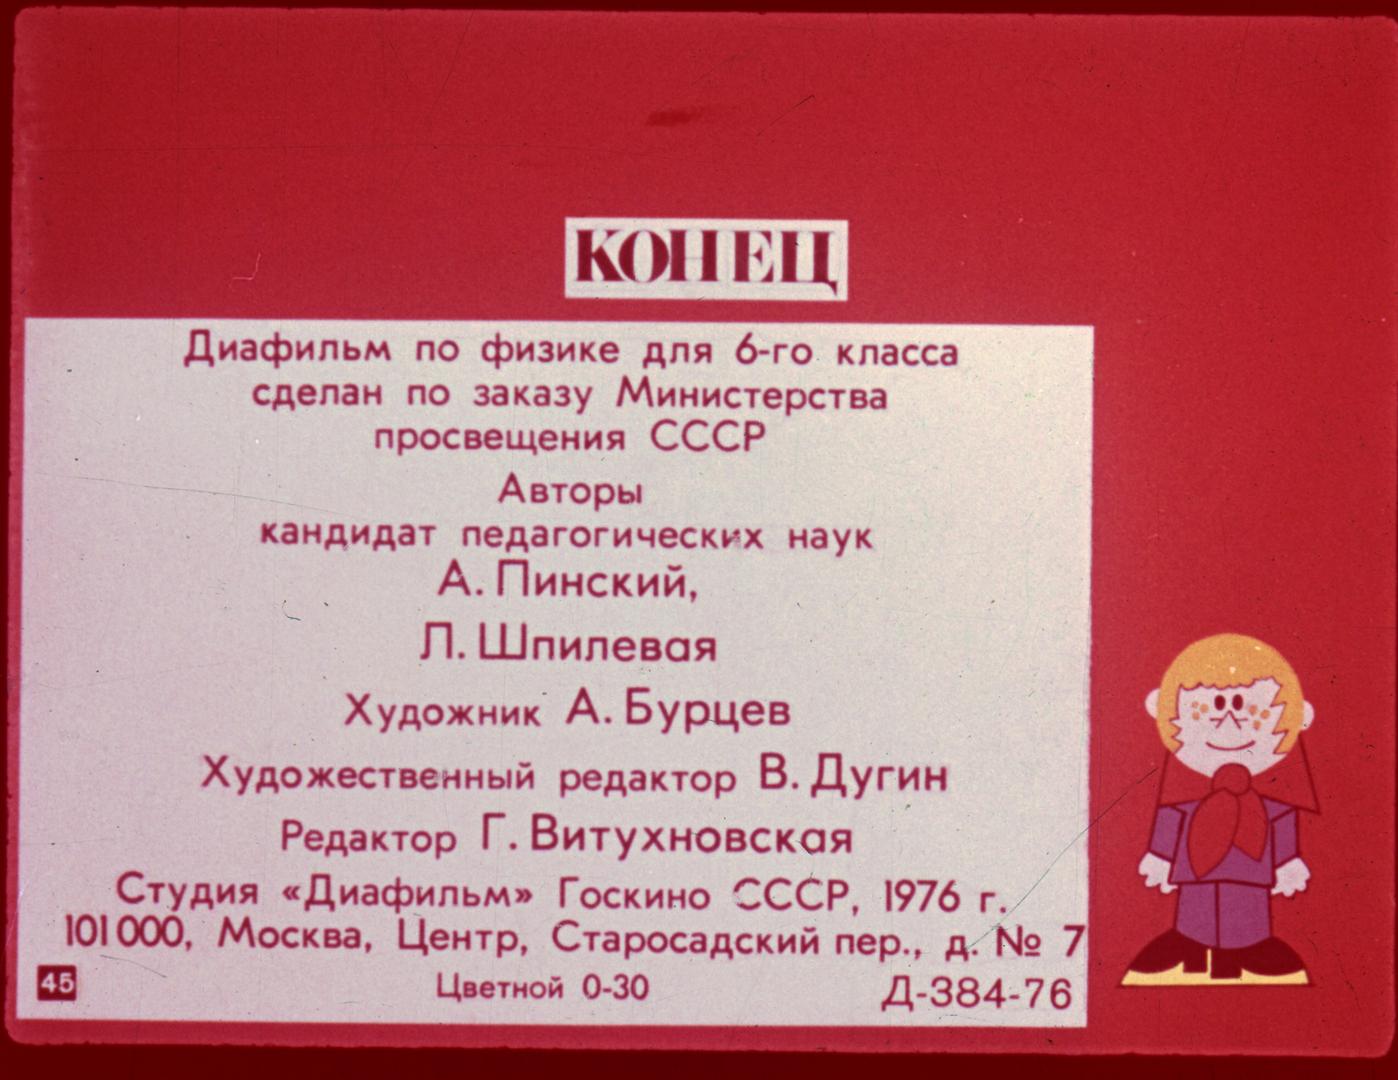 КОНЕЦ
Диафильм по физике для 6-го класса
сделан по заказу Министерства
просвещения СССР
Авторы
кандидат педагогических наук
А. Пинский,
Л. Шпилевая
Художник А. Бурцев
Художественный редактор В. Дугин
Редактор Г. Витухновская
Студия «Диафильм» Госкино СССР, 1976 г.
101 000, Москва, Центр, Старосадский пер., д. № 7
45 Цветной 0-30 Д-384-76